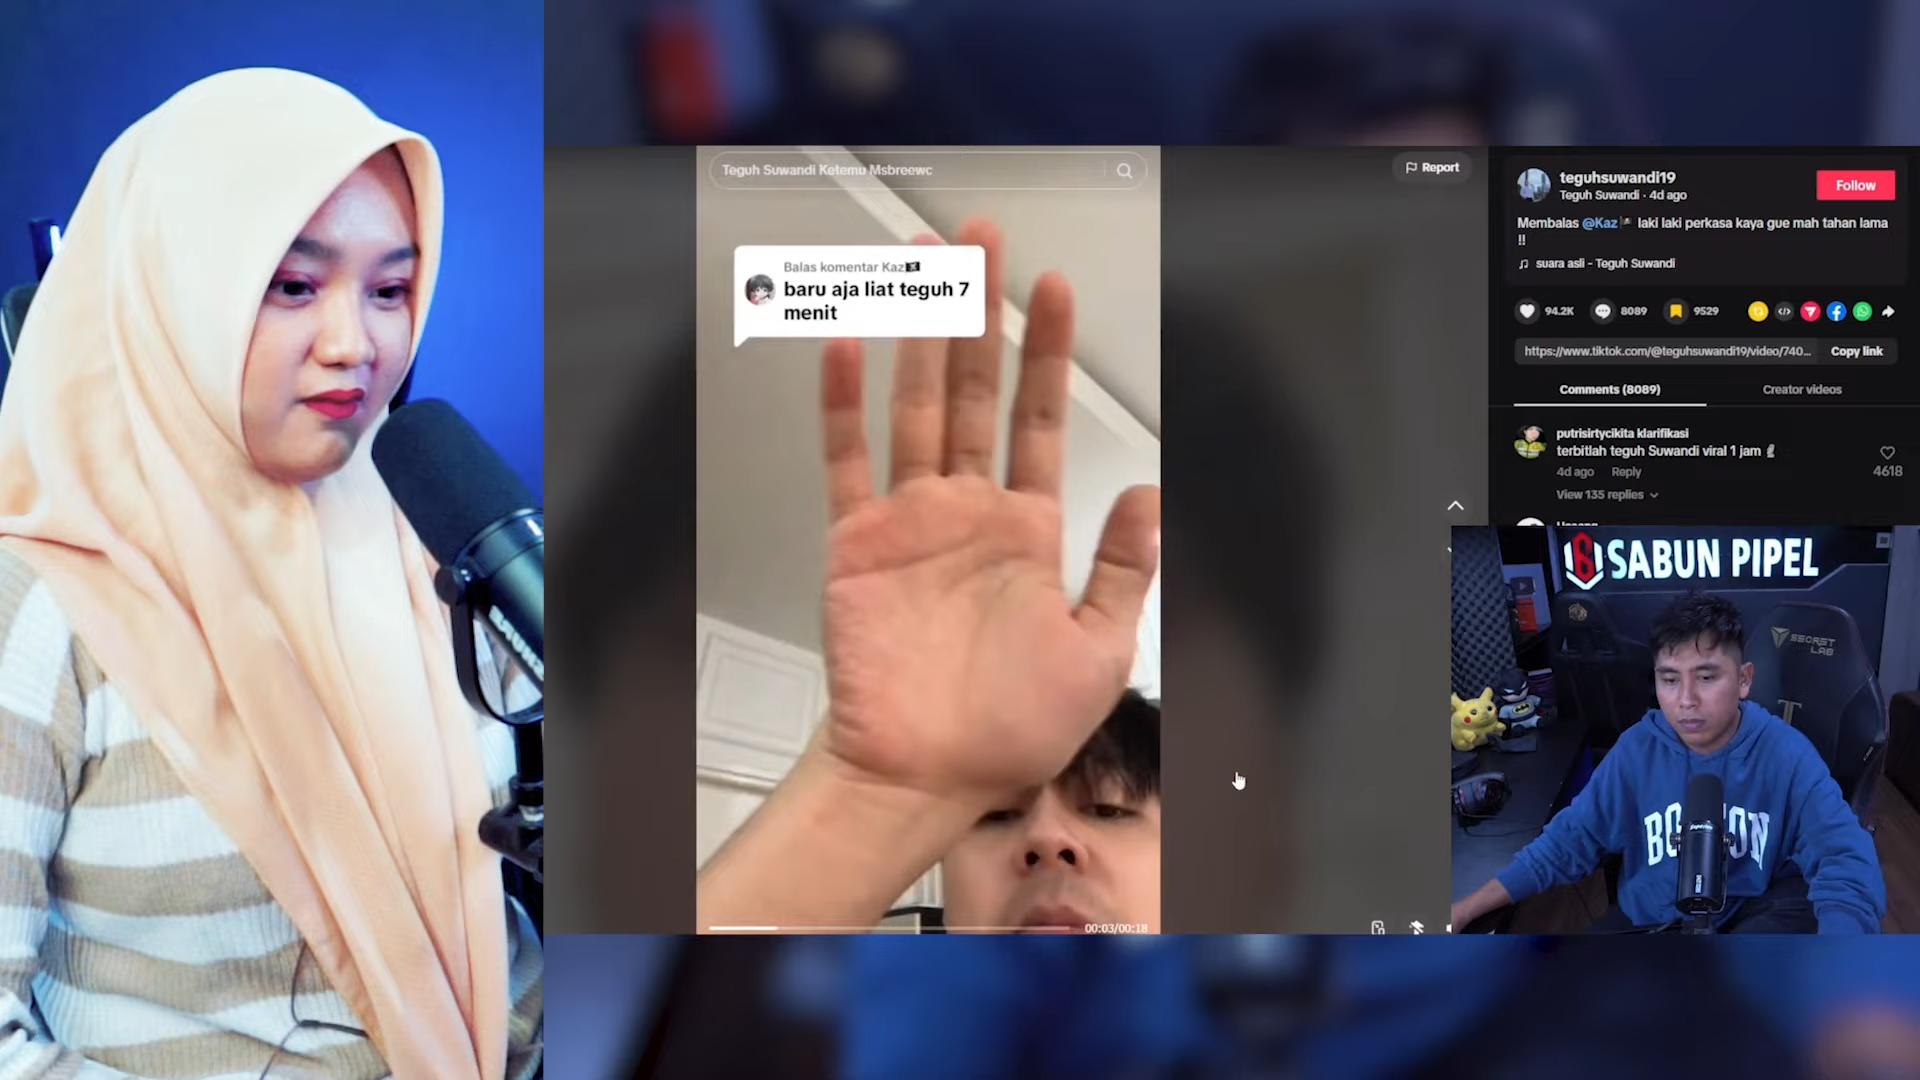 Teguh Suwandi Ketemu Msbreewc
Report
Balas komentar Kaz
baru aja liat teguh 7
menit
00:03/00:18
teguhsuwandi19
Teguh Suwandi · 4d ago
Follow
Membalas @Kaz laki laki perkasa kaya gue mah tahan lama
!!
suara asli - Teguh Suwandi
94.2K
8089
9529
https://www.tiktok.com/@teguhsuwandi19/video/740...
Copy link
Comments (8089)
Creator videos
putrisirtycikita klarifikasi
terbitlah teguh Suwandi viral 1 jam
4d ago
Reply
4618
View 135 replies
SABUN PIPEL
SECRET
LAB